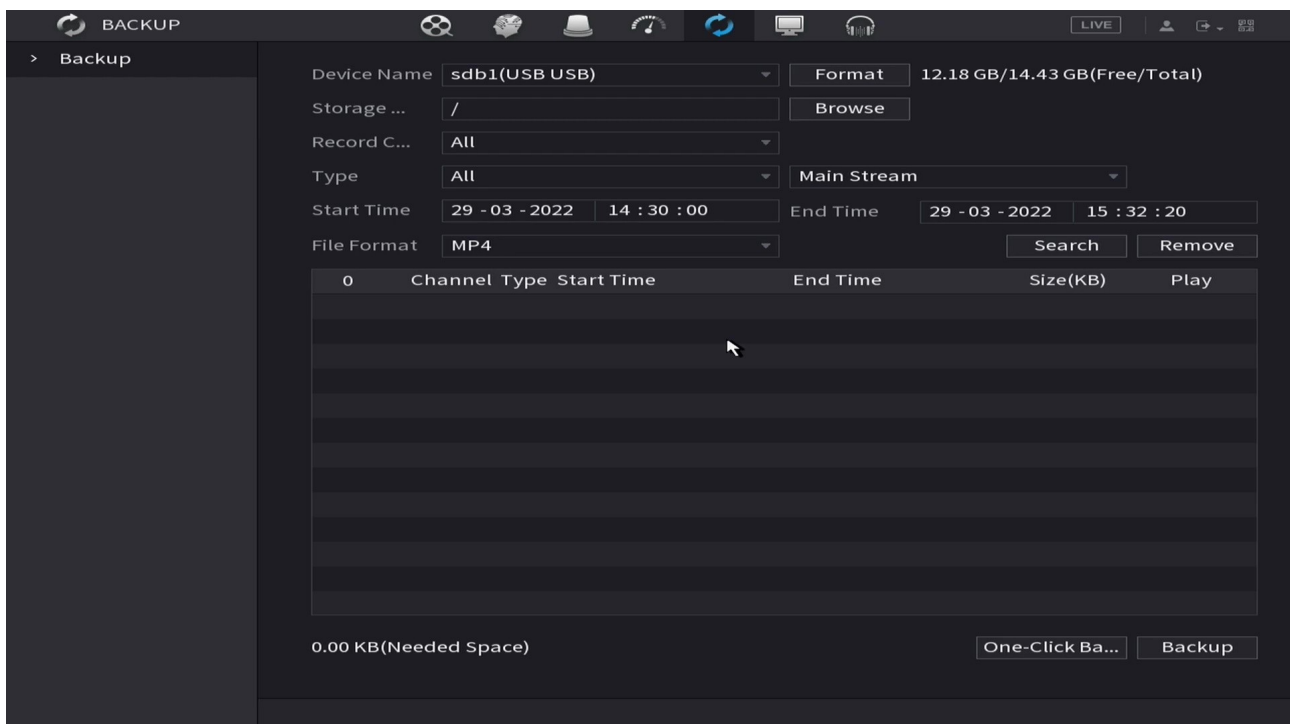 BACKUP LIVE
> Backup
Device Name sdb1(USB USB) Format 12.18 GB/14.43 GB(Free/Total)
Storage ... / Browse
Record C... All
Type All Main Stream
Start Time 29 - 03 - 2022 14 : 30 : 00 End Time 29 - 03 - 2022 15 : 32 : 20
File Format MP4 Search Remove
0 Channel Type Start Time End Time Size(KB) Play
0.00 KB(Needed Space) One-Click Ba... Backup